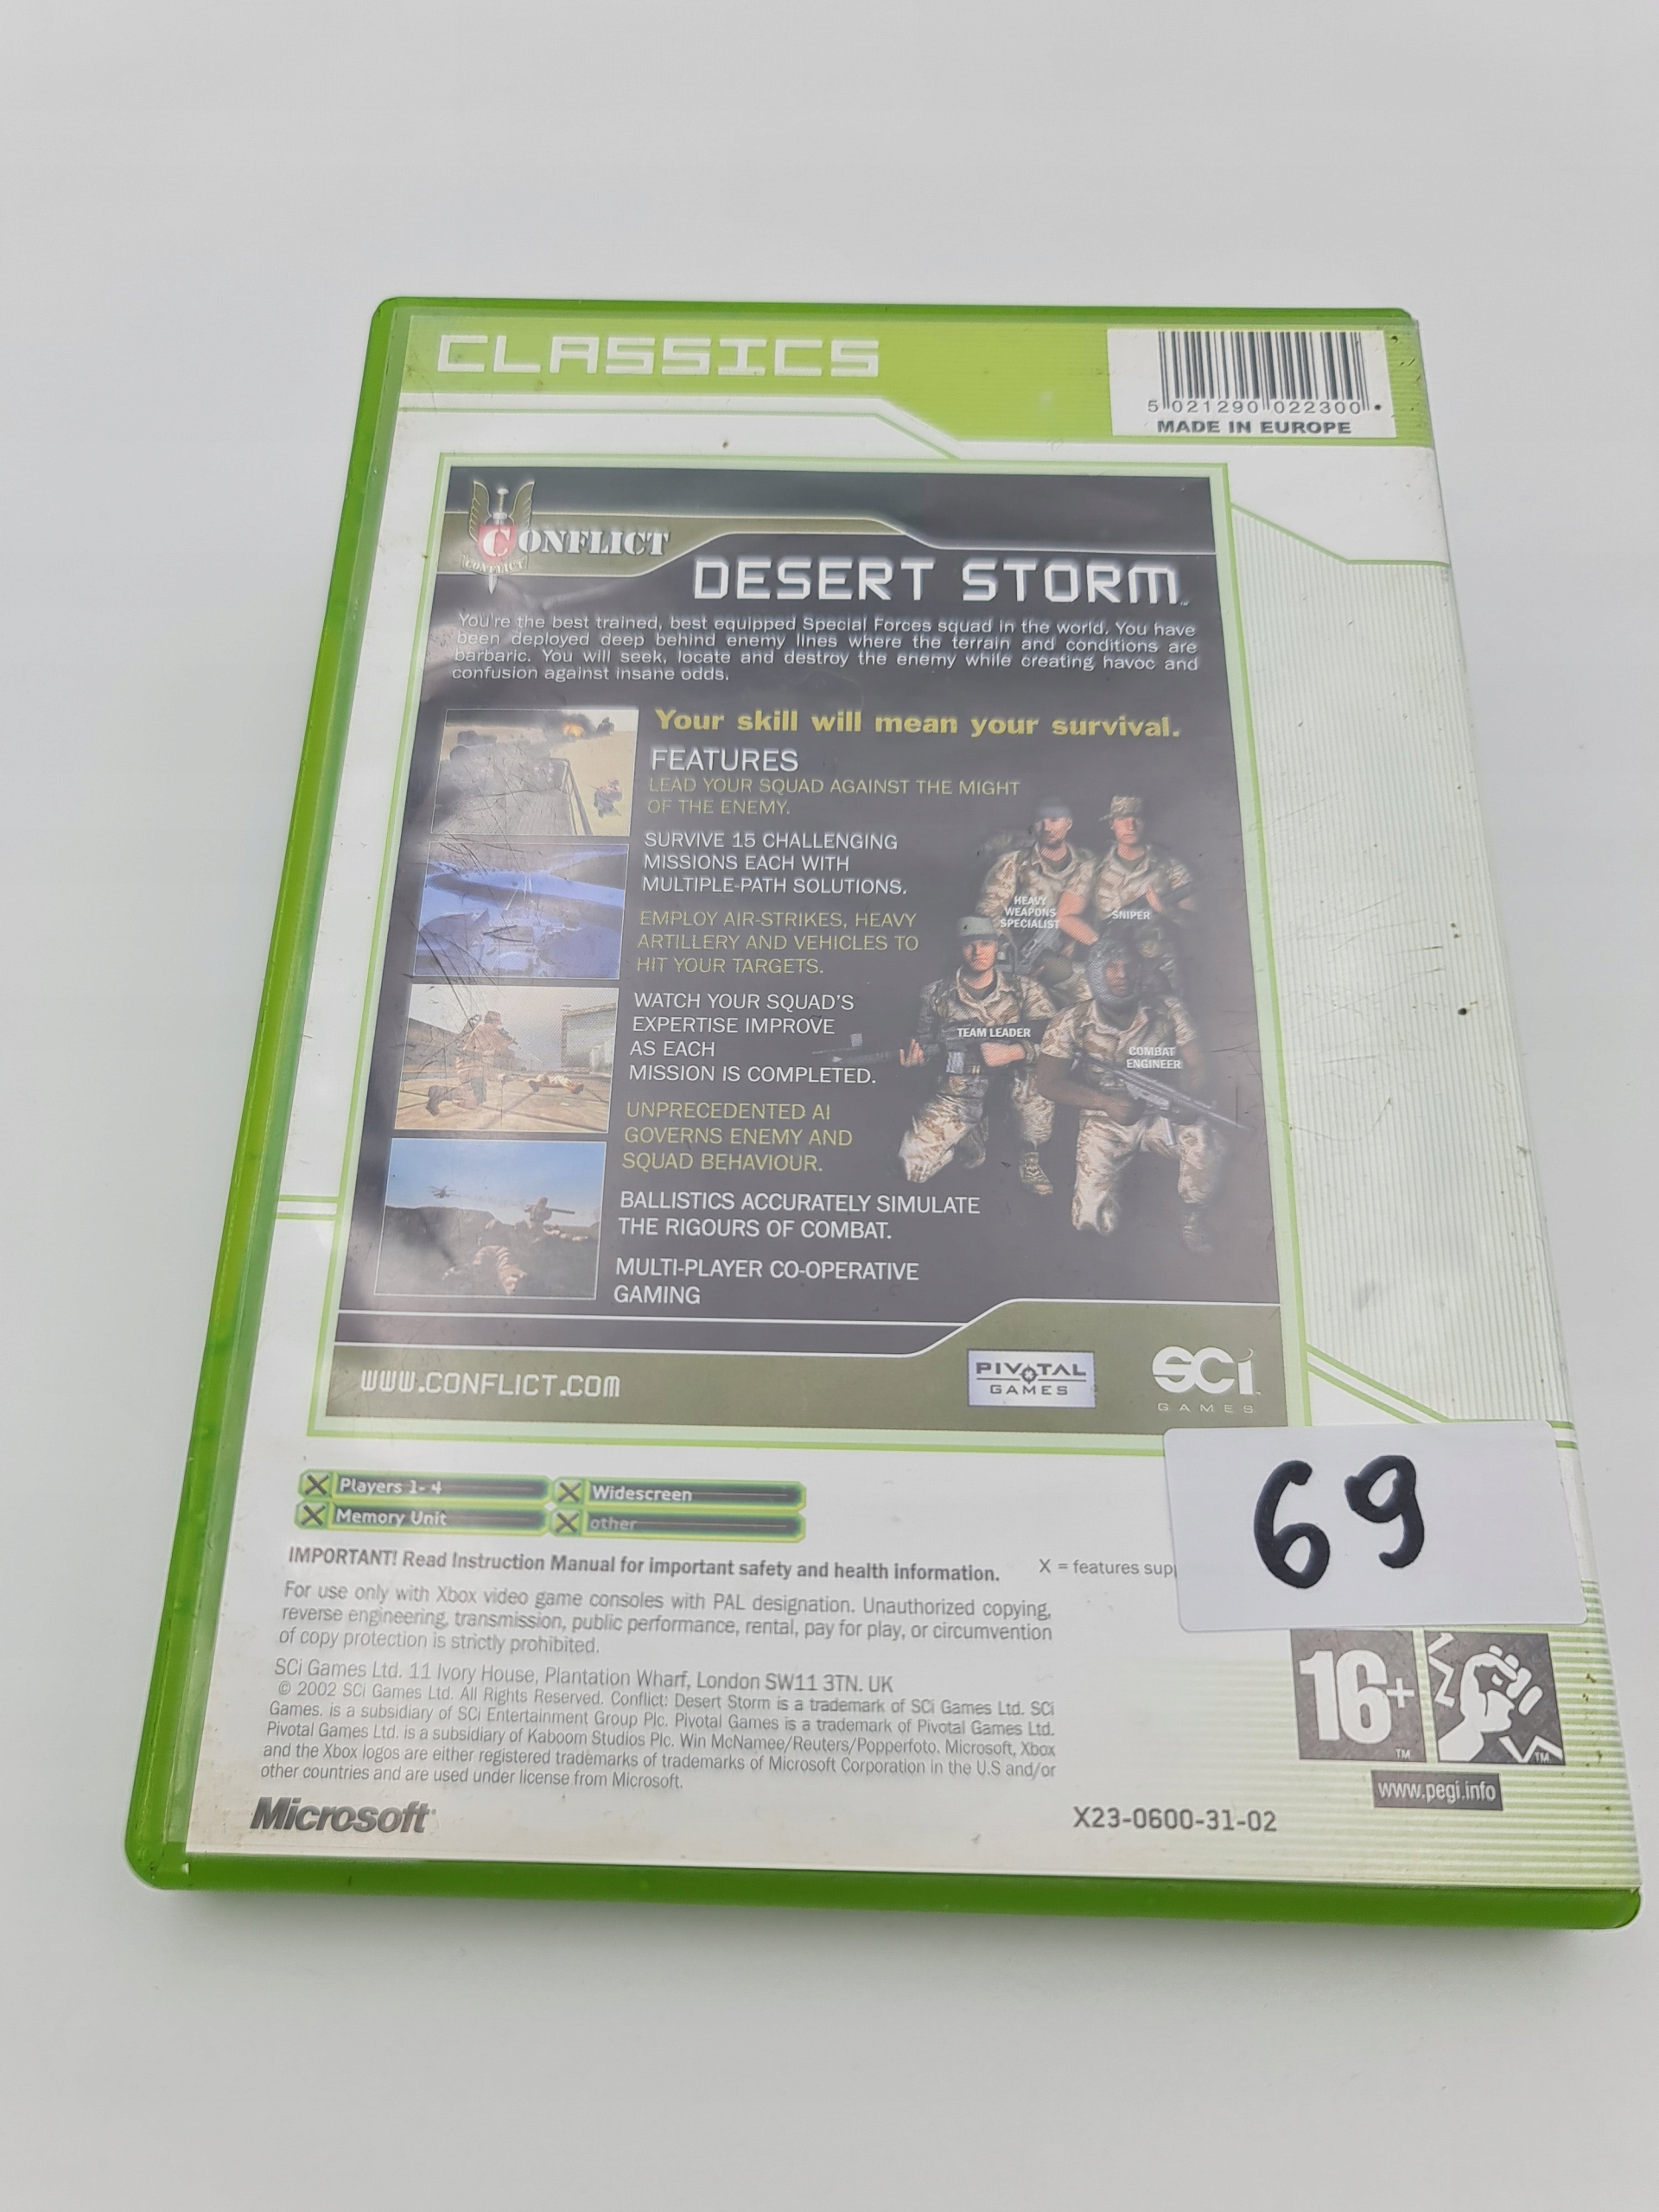 CLASSICS
5 021290 022300
MADE IN EUROPE
CONFLICT
CONFLICT
DESERT STORM™
You're the best trained, best equipped Special Forces squad in the world. You have
been deployed deep behind enemy lines where the terrain and conditions are
barbaric. You will seek, locate and destroy the enemy while creating havoc and
confusion against insane odds.
Your skill will mean your survival.
FEATURES
LEAD YOUR SQUAD AGAINST THE MIGHT
OF THE ENEMY.
SURVIVE 15 CHALLENGING
MISSIONS EACH WITH
MULTIPLE-PATH SOLUTIONS.
EMPLOY AIR-STRIKES, HEAVY
ARTILLERY AND VEHICLES TO
HIT YOUR TARGETS.
WATCH YOUR SQUAD'S
EXPERTISE IMPROVE
AS EACH
MISSION IS COMPLETED.
UNPRECEDENTED AI
GOVERNS ENEMY AND
SQUAD BEHAVIOUR.
BALLISTICS ACCURATELY SIMULATE
THE RIGOURS OF COMBAT.
MULTI-PLAYER CO-OPERATIVE
GAMING
HEAVY
WEAPONS
SPECIALIST
SNIPER
TEAM LEADER
COMBAT
ENGINEER
WWW.CONFLICT.COM
PIVOTAL
GAMES
SCi
GAMES
69
X Players 1- 4
X Widescreen
X Memory Unit
X other
IMPORTANT! Read Instruction Manual for important safety and health information.
X = features sup
For use only with Xbox video game consoles with PAL designation. Unauthorized copying,
reverse engineering, transmission, public performance, rental, pay for play, or circumvention
of copy protection is strictly prohibited.
SCi Games Ltd. 11 Ivory House, Plantation Wharf, London SW11 3TN. UK
© 2002 SCi Games Ltd. All Rights Reserved. Conflict: Desert Storm is a trademark of SCi Games Ltd. SCi
Games. is a subsidiary of SCi Entertainment Group Plc. Pivotal Games is a trademark of Pivotal Games Ltd.
Pivotal Games Ltd. is a subsidiary of Kaboom Studios Plc. Win McNamee/Reuters/Popperfoto. Microsoft, Xbox
and the Xbox logos are either registered trademarks of trademarks of Microsoft Corporation in the U.S and/or
other countries and are used under license from Microsoft.
16+™
™
www.pegi.info
Microsoft®
X23-0600-31-02